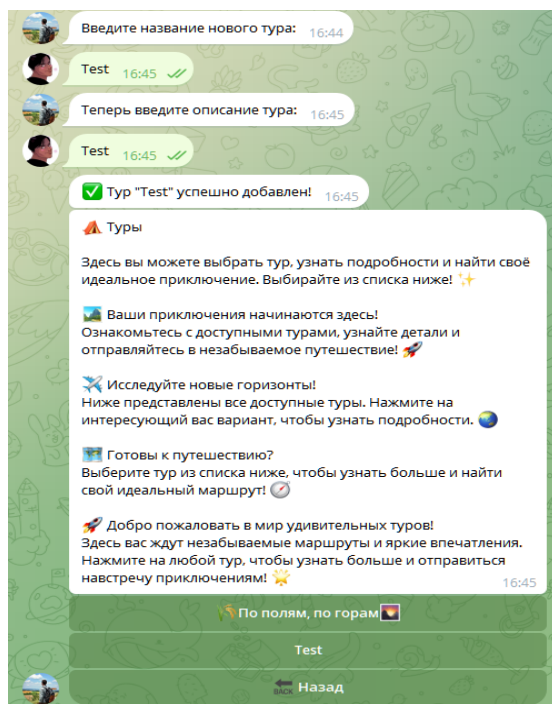 Введите название нового тура: 16:44
Test 16:45
Теперь введите описание тура: 16:45
Test 16:45
✅ Тур "Test" успешно добавлен! 16:45
🏕 Туры
Здесь вы можете выбрать тур, узнать подробности и найти своё
идеальное приключение. Выбирайте из списка ниже! ✨
🏞 Ваши приключения начинаются здесь!
Ознакомьтесь с доступными турами, узнайте детали и
отправляйтесь в незабываемое путешествие! 🚀
✈️ Исследуйте новые горизонты!
Ниже представлены все доступные туры. Нажмите на
интересующий вас вариант, чтобы узнать подробности. 🌏
🗺 Готовы к путешествию?
Выберите тур из списка ниже, чтобы узнать больше и найти
свой идеальный маршрут! 🧭
🚀 Добро пожаловать в мир удивительных туров!
Здесь вас ждут незабываемые маршруты и яркие впечатления.
Нажмите на любой тур, чтобы узнать больше и отправиться
навстречу приключениям! 🌟
16:45
🌾По полям, по горам🌄
Test
🔙 Назад